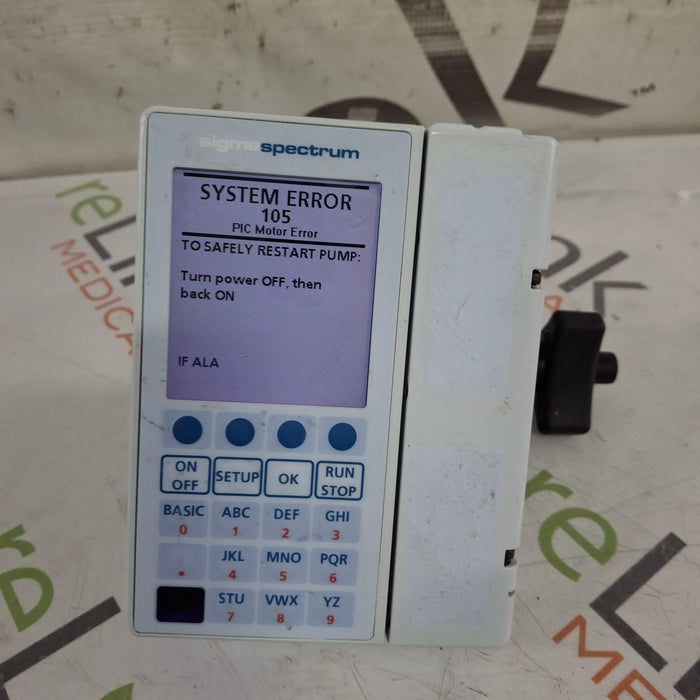 sigmaspectrum
SYSTEM ERROR
105
PIC Motor Error
TO SAFELY RESTART PUMP:
Turn power OFF, then
back ON
IF ALA
ON
OFF
SETUP
OK
RUN
STOP
BASIC
0
ABC
1
DEF
2
GHI
3
.
JKL
4
MNO
5
PQR
6
STU
7
VWX
8
YZ
9
TM